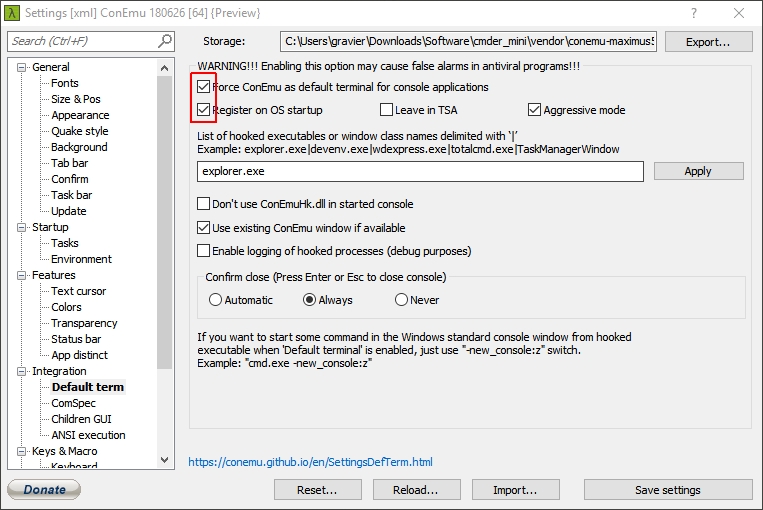 Settings [xml] ConEmu 180626 [64] {Preview}
Search (Ctrl+F)
Storage:
C:\Users\gravier\Downloads\Software\cmder_mini\vendor\conemu-maximus5
Export...
General
Fonts
Size & Pos
Appearance
Quake style
Background
Tab bar
Confirm
Task bar
Update
Startup
Tasks
Environment
Features
Text cursor
Colors
Transparency
Status bar
App distinct
Integration
Default term
ComSpec
Children GUI
ANSI execution
Keys & Macro
Keyboard
WARNING!!! Enabling this option may cause false alarms in antiviral programs!!!
Force ConEmu as default terminal for console applications
Register on OS startup
Leave in TSA
Aggressive mode
List of hooked executables or window class names delimited with '|'
Example: explorer.exe|devenv.exe|wdexpress.exe|totalcmd.exe|TaskManagerWindow
explorer.exe
Apply
Don't use ConEmuHk.dll in started console
Use existing ConEmu window if available
Enable logging of hooked processes (debug purposes)
Confirm close (Press Enter or Esc to close console)
Automatic
Always
Never
If you want to start some command in the Windows standard console window from hooked
executable when 'Default terminal' is enabled, just use "-new_console:z" switch.
Example: "cmd.exe -new_console:z"
https://conemu.github.io/en/SettingsDefTerm.html
Donate
Reset...
Reload...
Import...
Save settings